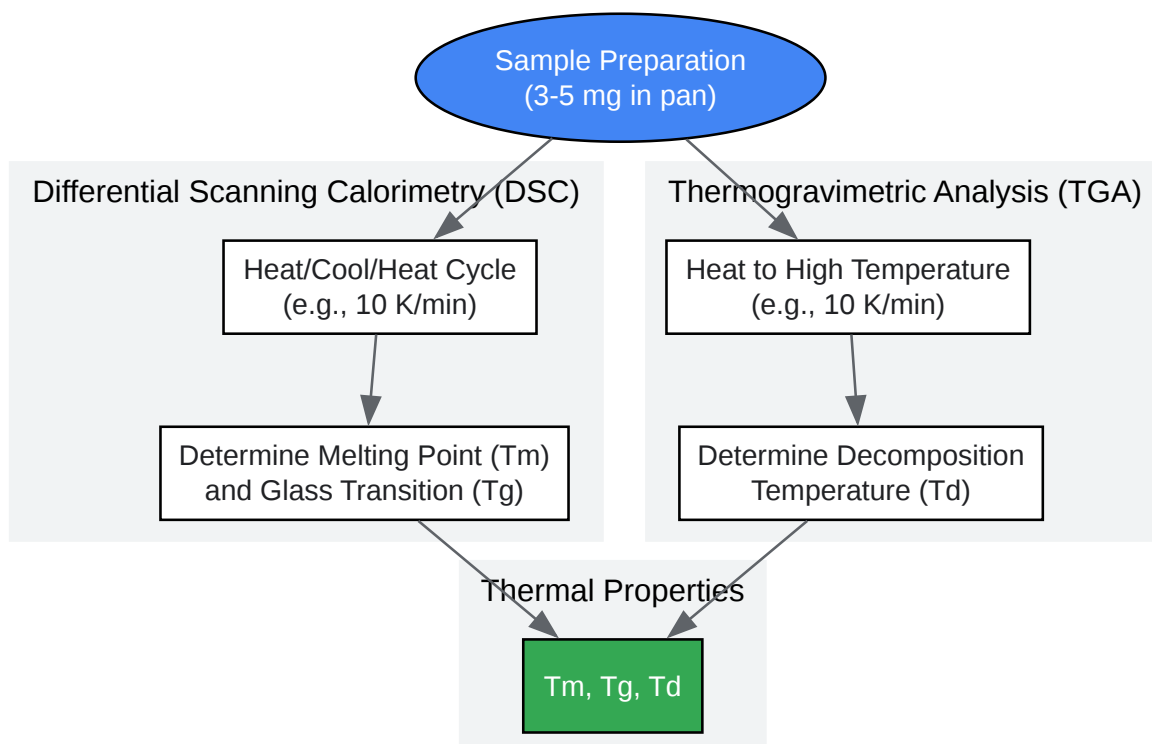 Sample Preparation
(3-5 mg in pan)
Differential Scanning Calorimetry (DSC)
Heat/Cool/Heat Cycle
(e.g., 10 K/min)
Determine Melting Point (Tm)
and Glass Transition (Tg)
Thermogravimetric Analysis (TGA)
Heat to High Temperature
(e.g., 10 K/min)
Determine Decomposition
Temperature (Td)
Thermal Properties
Tm, Tg, Td